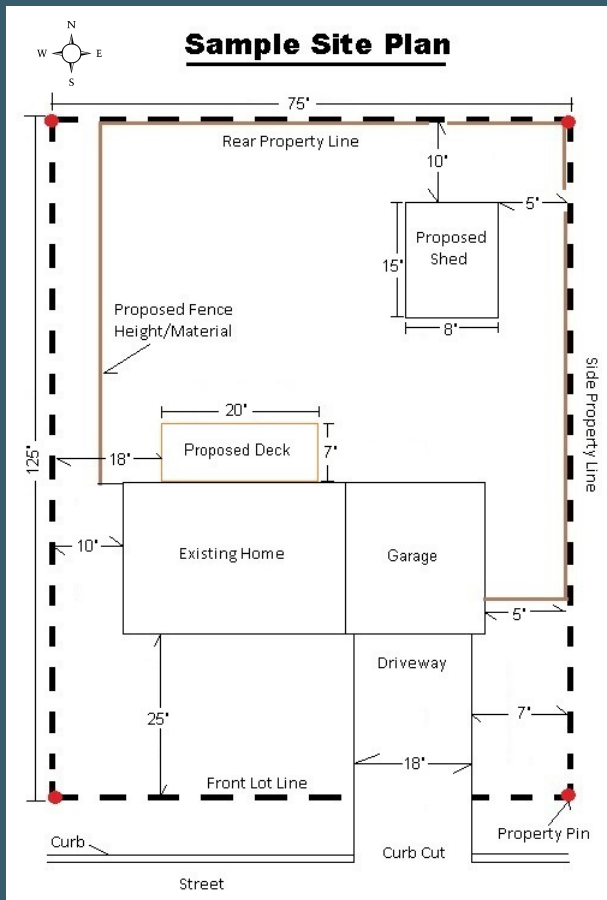 N
W E
S
Sample Site Plan
75"
Rear Property Line
10"
5"
Proposed
Shed
15"
8"
Proposed Fence
Height/Material
Side Property Line
20"
Proposed Deck
7"
18"
125"
10"
Existing Home
Garage
5"
Driveway
25"
7"
18"
Front Lot Line
Property Pin
Curb
Curb Cut
Street